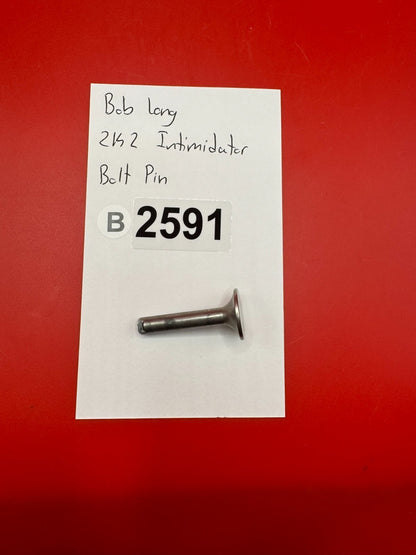 Bob Long
2K2 Intimidator
Bolt Pin
B 2591